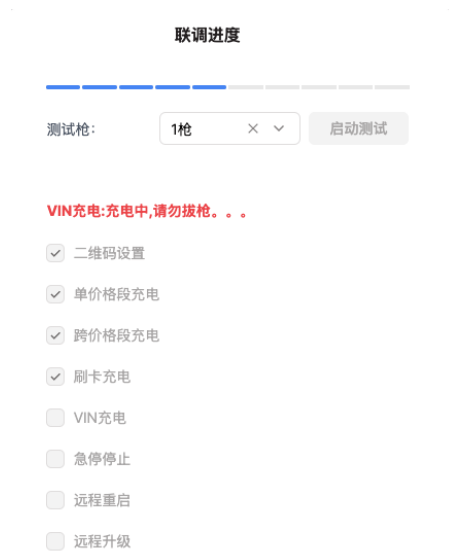 联调进度
测试枪： 1枪 启动测试
VIN充电:充电中,请勿拔枪。。。
二维码设置
单价格段充电
跨价格段充电
刷卡充电
VIN充电
急停停止
远程重启
远程升级